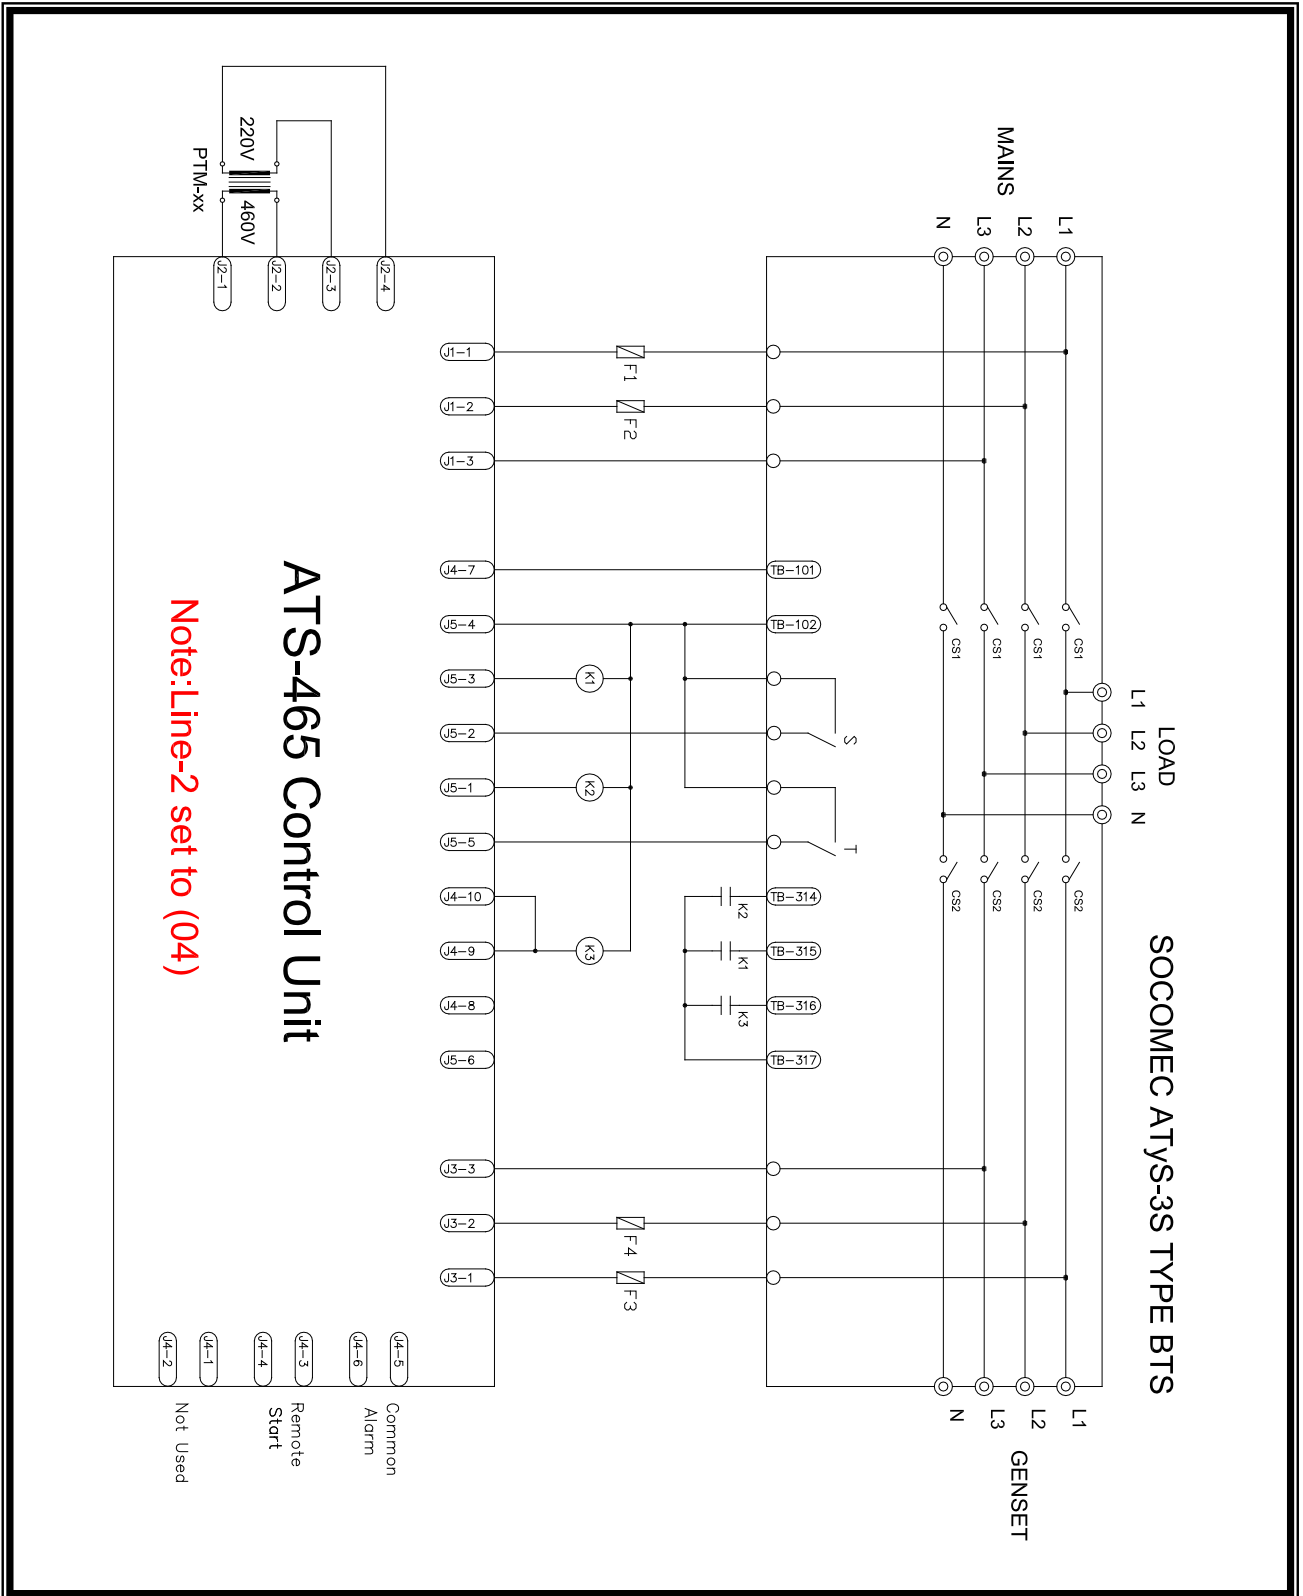 SOCOMEC ATyS-3S TYPE BTS
MAINS
L1
L2
L3
N
LOAD
L1 L2 L3 N
GENSET
L1
L2
L3
N
CS1
CS1
CS1
CS1
CS2
CS2
CS2
CS2
S
T
TB-101
TB-102
TB-314
TB-315
TB-316
TB-317
K2
K1
K3
F1
F2
F4
F3
K1
K2
K3
220V
460V
PTM-xx
J2-4
J2-3
J2-2
J2-1
J1-1
J1-2
J1-3
J4-7
J5-4
J5-3
J5-2
J5-1
J5-5
J4-10
J4-9
J4-8
J5-6
J3-3
J3-2
J3-1
ATS-465 Control Unit
Note:Line-2 set to (04)
J4-5
J4-6
J4-3
J4-4
J4-1
J4-2
Common
Alarm
Remote
Start
Not Used